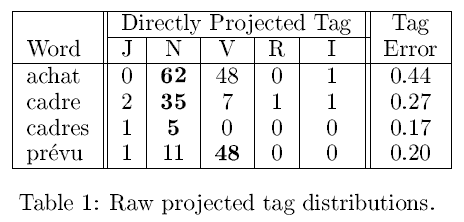 Directly Projected Tag Tag
Word J N V R I Error
achat 0 62 48 0 1 0.44
cadre 2 35 7 1 1 0.27
cadres 1 5 0 0 0 0.17
prévu 1 11 48 0 0 0.20
Table 1: Raw projected tag distributions.